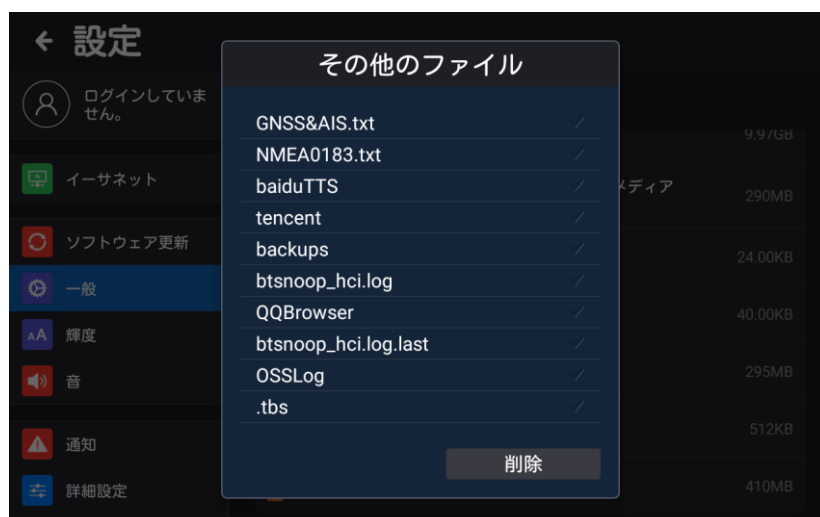 設定
ログインしていま
せん。
イーサネット
ソフトウェア更新
一般
AA 輝度
音
通知
詳細設定
その他のファイル
GNSS&AIS.txt
NMEA0183.txt
baiduTTS
tencent
backups
btsnoop_hci.log
QQBrowser
btsnoop_hci.log.last
OSSLog
.tbs
削除
9.97GB
メディア
290MB
24.00KB
40.00KB
295MB
512KB
410MB